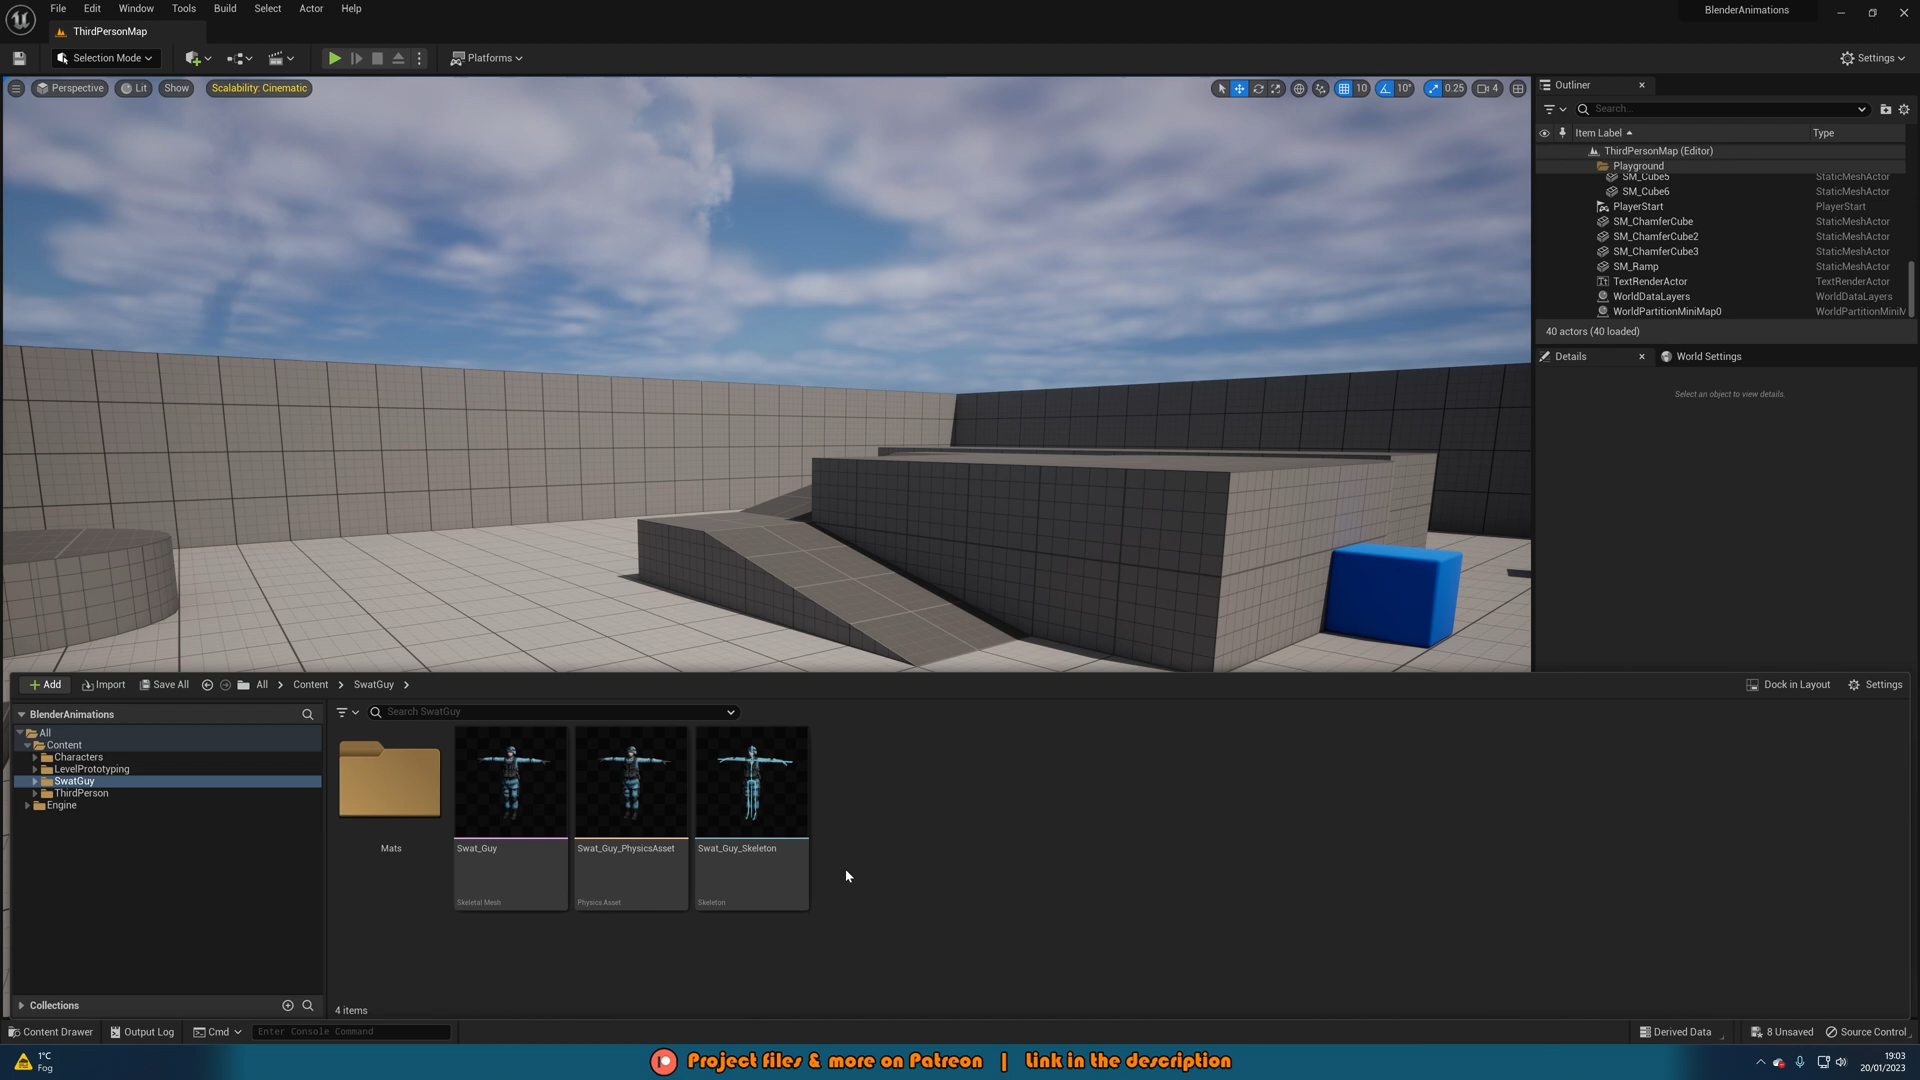 File Edit Window Tools Build Select Actor Help
BlenderAnimations
ThirdPersonMap
Selection Mode
Platforms
Settings
Perspective Lit Show Scalability: Cinematic
10 10° 0.25 4
Outliner
Search...
Item Label Type
ThirdPersonMap (Editor)
Playground
SM_Cube5 StaticMeshActor
SM_Cube6 StaticMeshActor
PlayerStart PlayerStart
SM_ChamferCube StaticMeshActor
SM_ChamferCube2 StaticMeshActor
SM_ChamferCube3 StaticMeshActor
SM_Ramp StaticMeshActor
TextRenderActor TextRenderActor
WorldDataLayers WorldDataLayers
WorldPartitionMiniMap0 WorldPartitionMiniM
40 actors (40 loaded)
Details World Settings
Select an object to view details.
Add Import Save All All Content SwatGuy
Dock in Layout Settings
BlenderAnimations
Search SwatGuy
All
Content
Characters
LevelPrototyping
SwatGuy
ThirdPerson
Engine
Mats
Swat_Guy
Skeletal Mesh
Swat_Guy_PhysicsAsset
Physics Asset
Swat_Guy_Skeleton
Skeleton
Collections
4 items
Content Drawer Output Log Cmd Enter Console Command
Derived Data 8 Unsaved Source Control
1°C
Fog
Project files & more on Patreon | Link in the description
19:03
20/01/2023